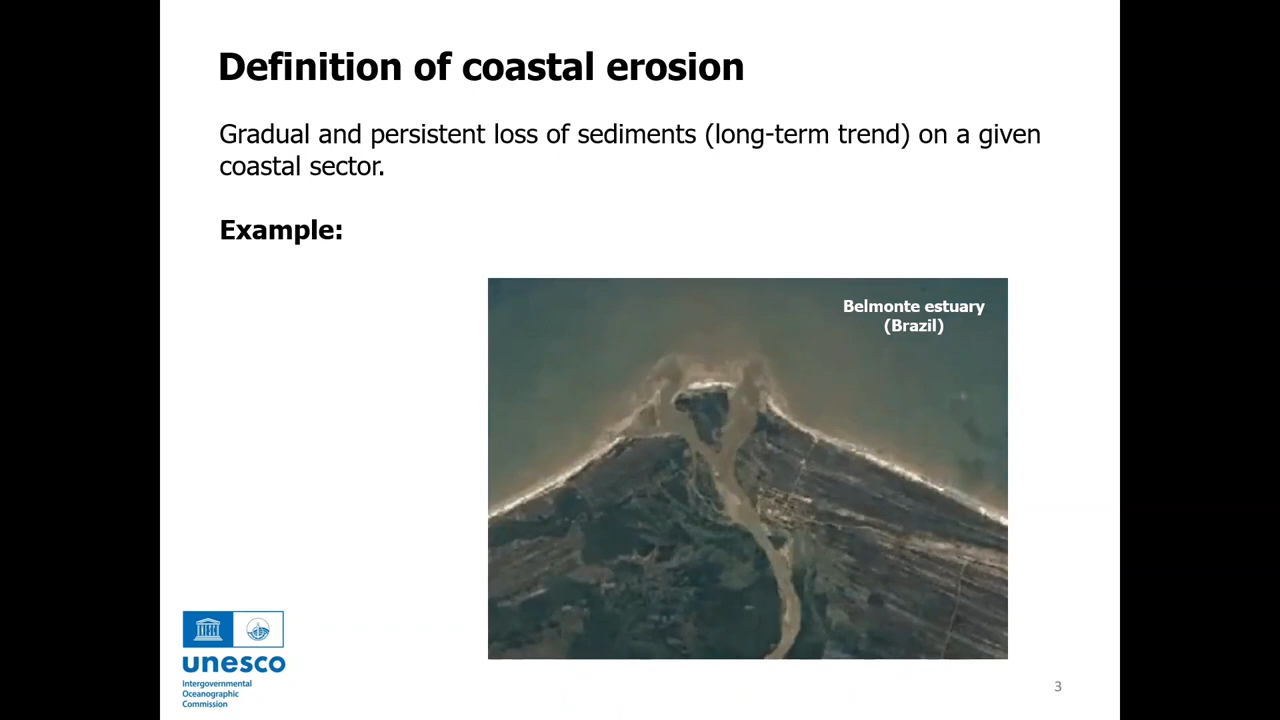 Definition of coastal erosion
Gradual and persistent loss of sediments (long-term trend) on a given
coastal sector.
Example:
Belmonte estuary
(Brazil)
unesco
Intergovernmental
Oceanographic
Commission
3